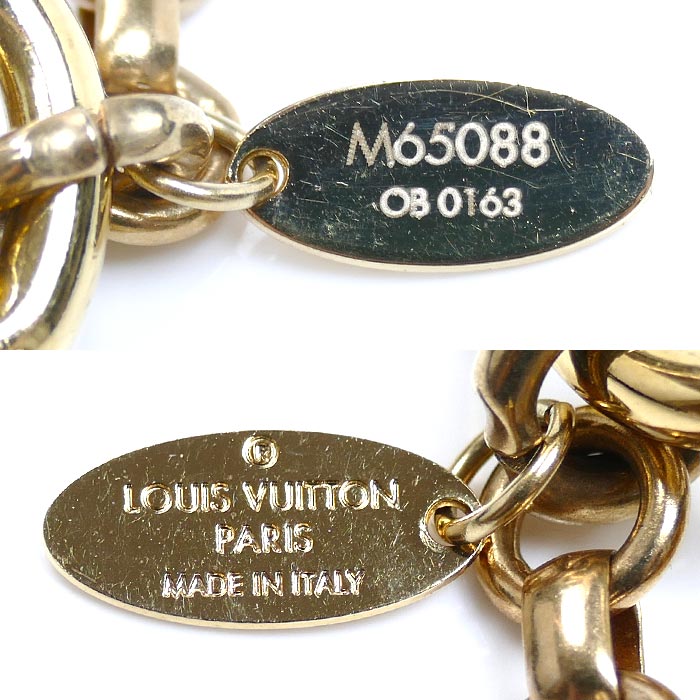 M65088
OB 0163
®
LOUIS VUITTON
PARIS
MADE IN ITALY